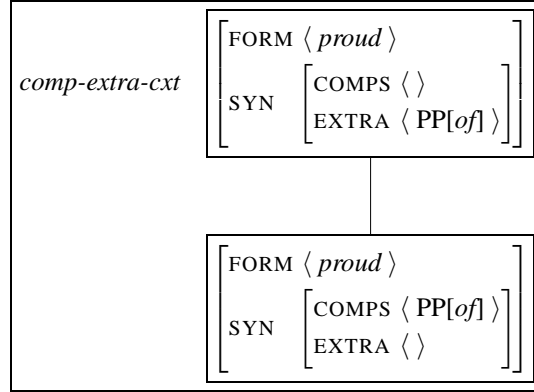 FORM ⟨ proud ⟩
comp-extra-cxt
SYN [COMPS ⟨ ⟩
EXTRA ⟨ PP[of] ⟩]
FORM ⟨ proud ⟩
SYN [COMPS ⟨ PP[of] ⟩
EXTRA ⟨ ⟩]